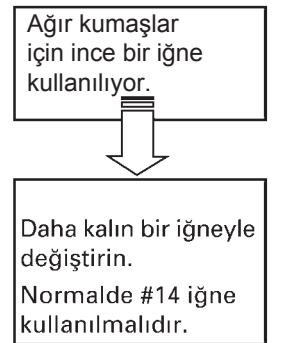 Ağır kumaşlar
için ince bir iğne
kullanılıyor.
Daha kalın bir iğneyle
değiştirin.
Normalde #14 iğne
kullanılmalıdır.